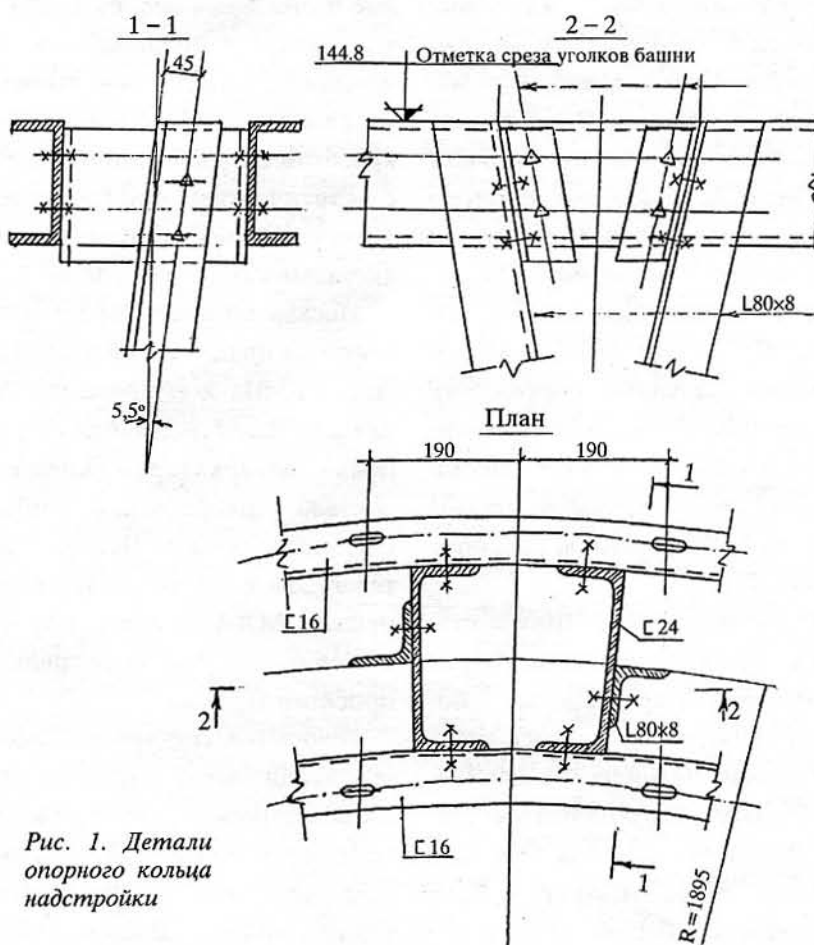 1–1
2–2
45
144.8
Отметка среза уголков башни
L80×8
5,5°
План
190
190
1
⊏16
⊏24
2
2
L80×8
⊏16
1
R=1895
Рис. 1. Детали
опорного кольца
надстройки